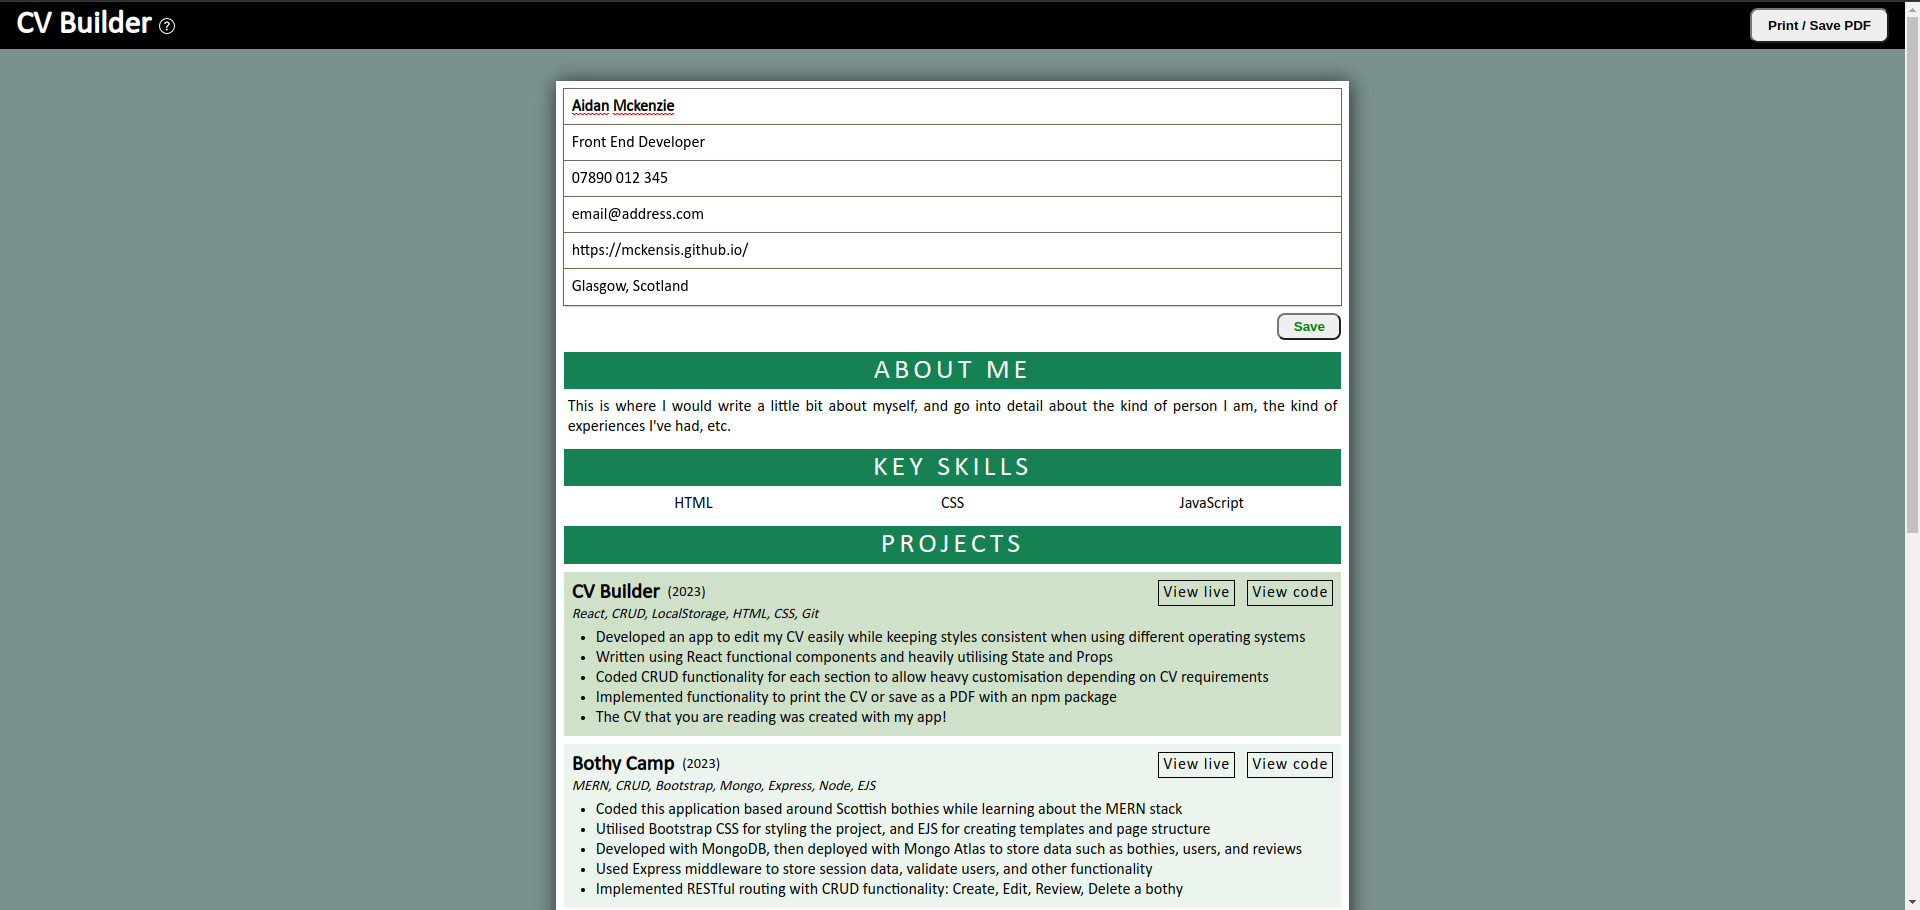 CV Builder ?
Print / Save PDF
Aidan Mckenzie
Front End Developer
07890 012 345
email@address.com
https://mckensis.github.io/
Glasgow, Scotland
Save
ABOUT ME
This is where I would write a little bit about myself, and go into detail about the kind of person I am, the kind of
experiences I've had, etc.
KEY SKILLS
HTML CSS JavaScript
PROJECTS
CV Builder (2023) View live View code
React, CRUD, LocalStorage, HTML, CSS, Git
• Developed an app to edit my CV easily while keeping styles consistent when using different operating systems
• Written using React functional components and heavily utilising State and Props
• Coded CRUD functionality for each section to allow heavy customisation depending on CV requirements
• Implemented functionality to print the CV or save as a PDF with an npm package
• The CV that you are reading was created with my app!
Bothy Camp (2023) View live View code
MERN, CRUD, Bootstrap, Mongo, Express, Node, EJS
• Coded this application based around Scottish bothies while learning about the MERN stack
• Utilised Bootstrap CSS for styling the project, and EJS for creating templates and page structure
• Developed with MongoDB, then deployed with Mongo Atlas to store data such as bothies, users, and reviews
• Used Express middleware to store session data, validate users, and other functionality
• Implemented RESTful routing with CRUD functionality: Create, Edit, Review, Delete a bothy